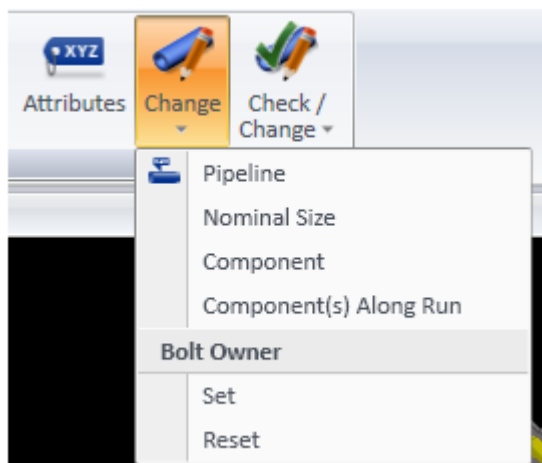 XYZ
Attributes
Change
Check /
Change
Pipeline
Nominal Size
Component
Component(s) Along Run
Bolt Owner
Set
Reset